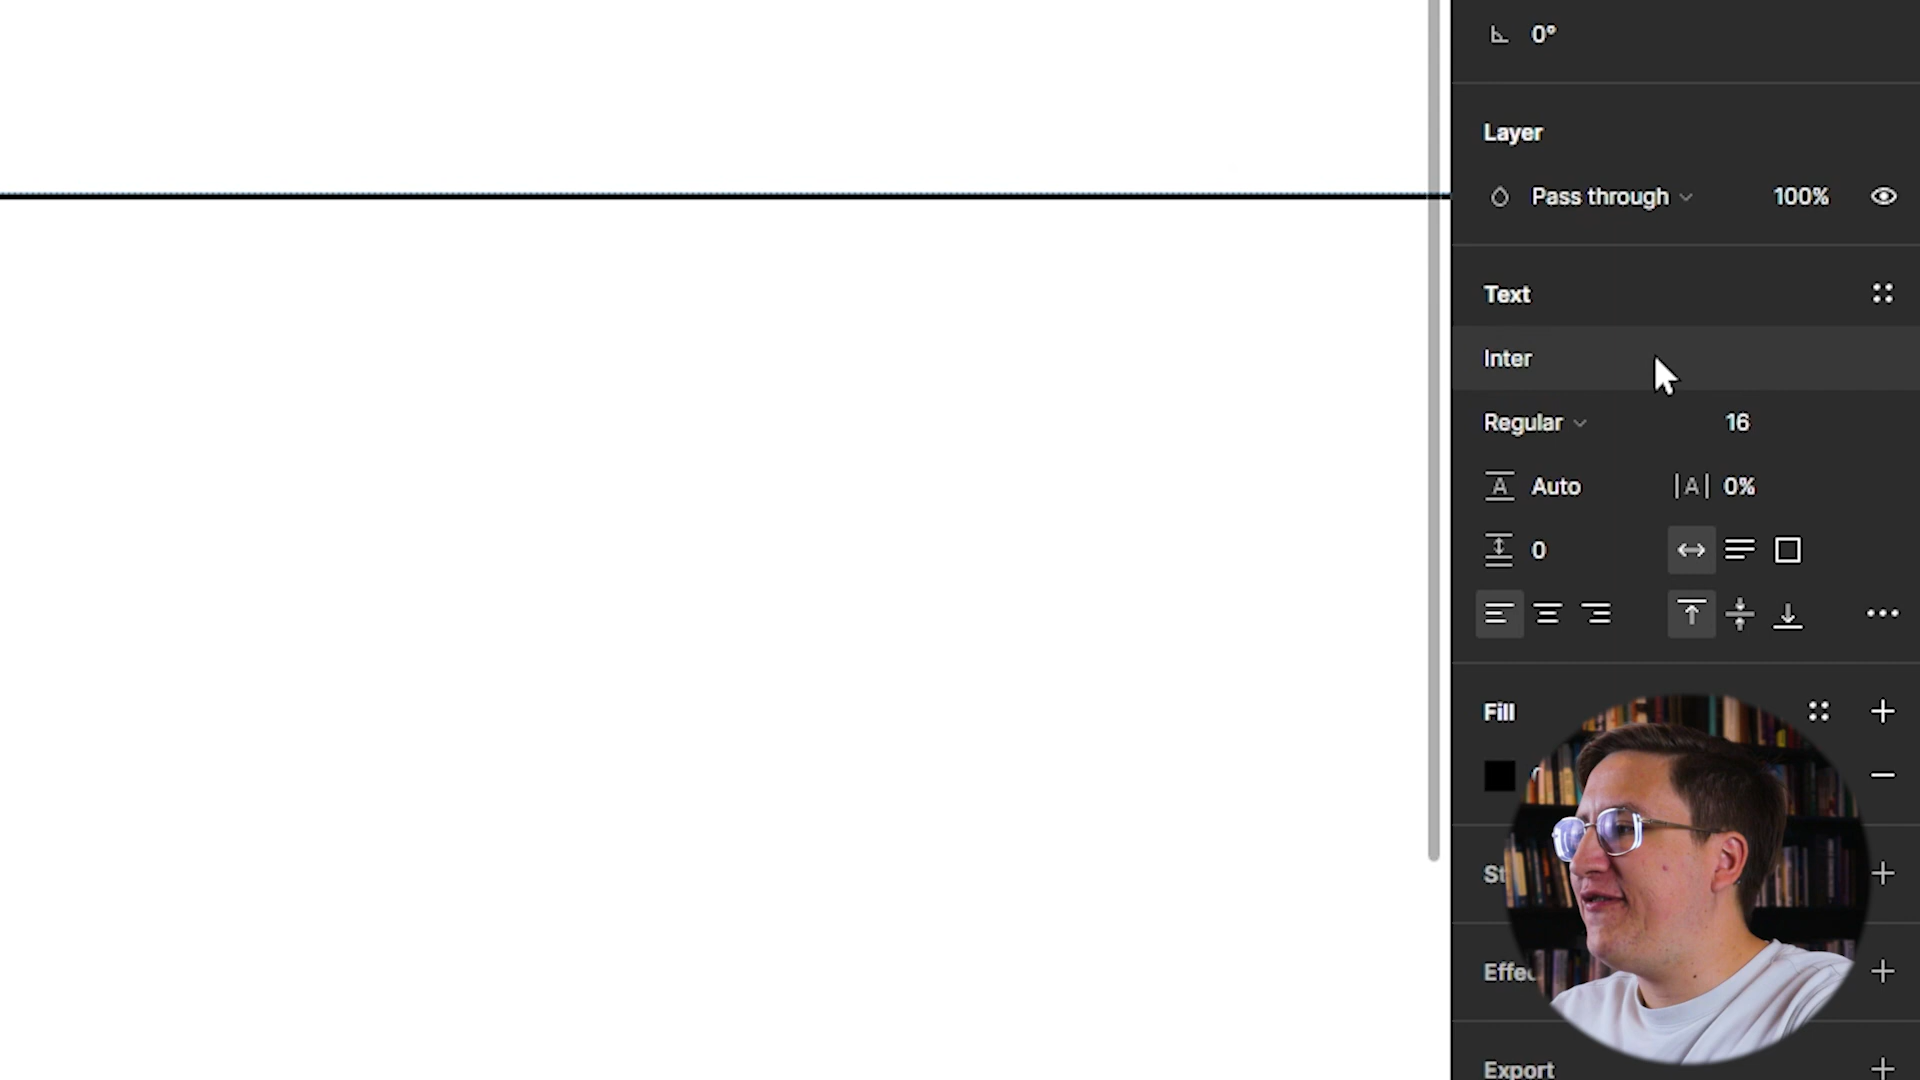 0°
Layer
Pass through 100%
Text
Inter
Regular 16
A Auto |A| 0%
0
Fill
St
Effec
Export